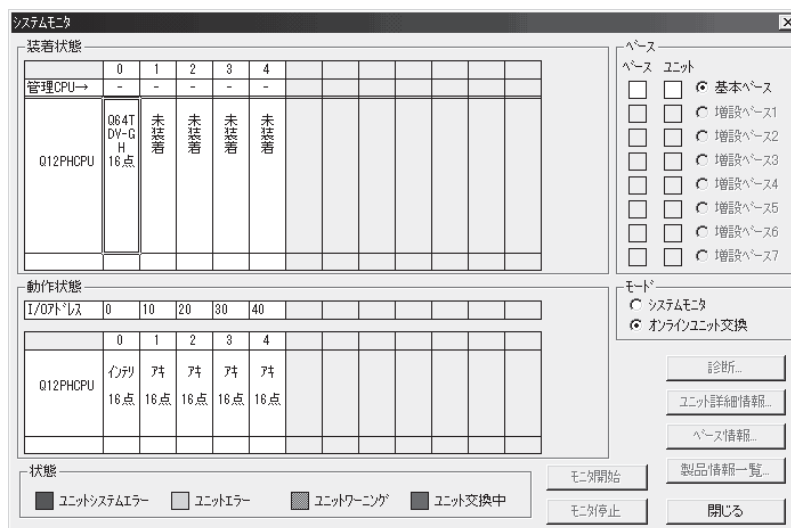 システムモニタ
装着状態
0 1 2 3 4
管理CPU→ - - - - -
Q12PHCPU
Q64T
DV-G
H
16点
未装着
未装着
未装着
未装着
ベース
ベース ユニット
基本ベース
増設ベース1
増設ベース2
増設ベース3
増設ベース4
増設ベース5
増設ベース6
増設ベース7
動作状態
I/Oアドレス 0 10 20 30 40
0 1 2 3 4
Q12PHCPU
インテリ アキ アキ アキ アキ
16点 16点 16点 16点 16点
モード
システムモニタ
オンラインユニット交換
診断...
ユニット詳細情報...
ベース情報...
製品情報一覧...
状態
ユニットシステムエラー ユニットエラー ユニットワーニング ユニット交換中
モニタ開始
モニタ停止
閉じる